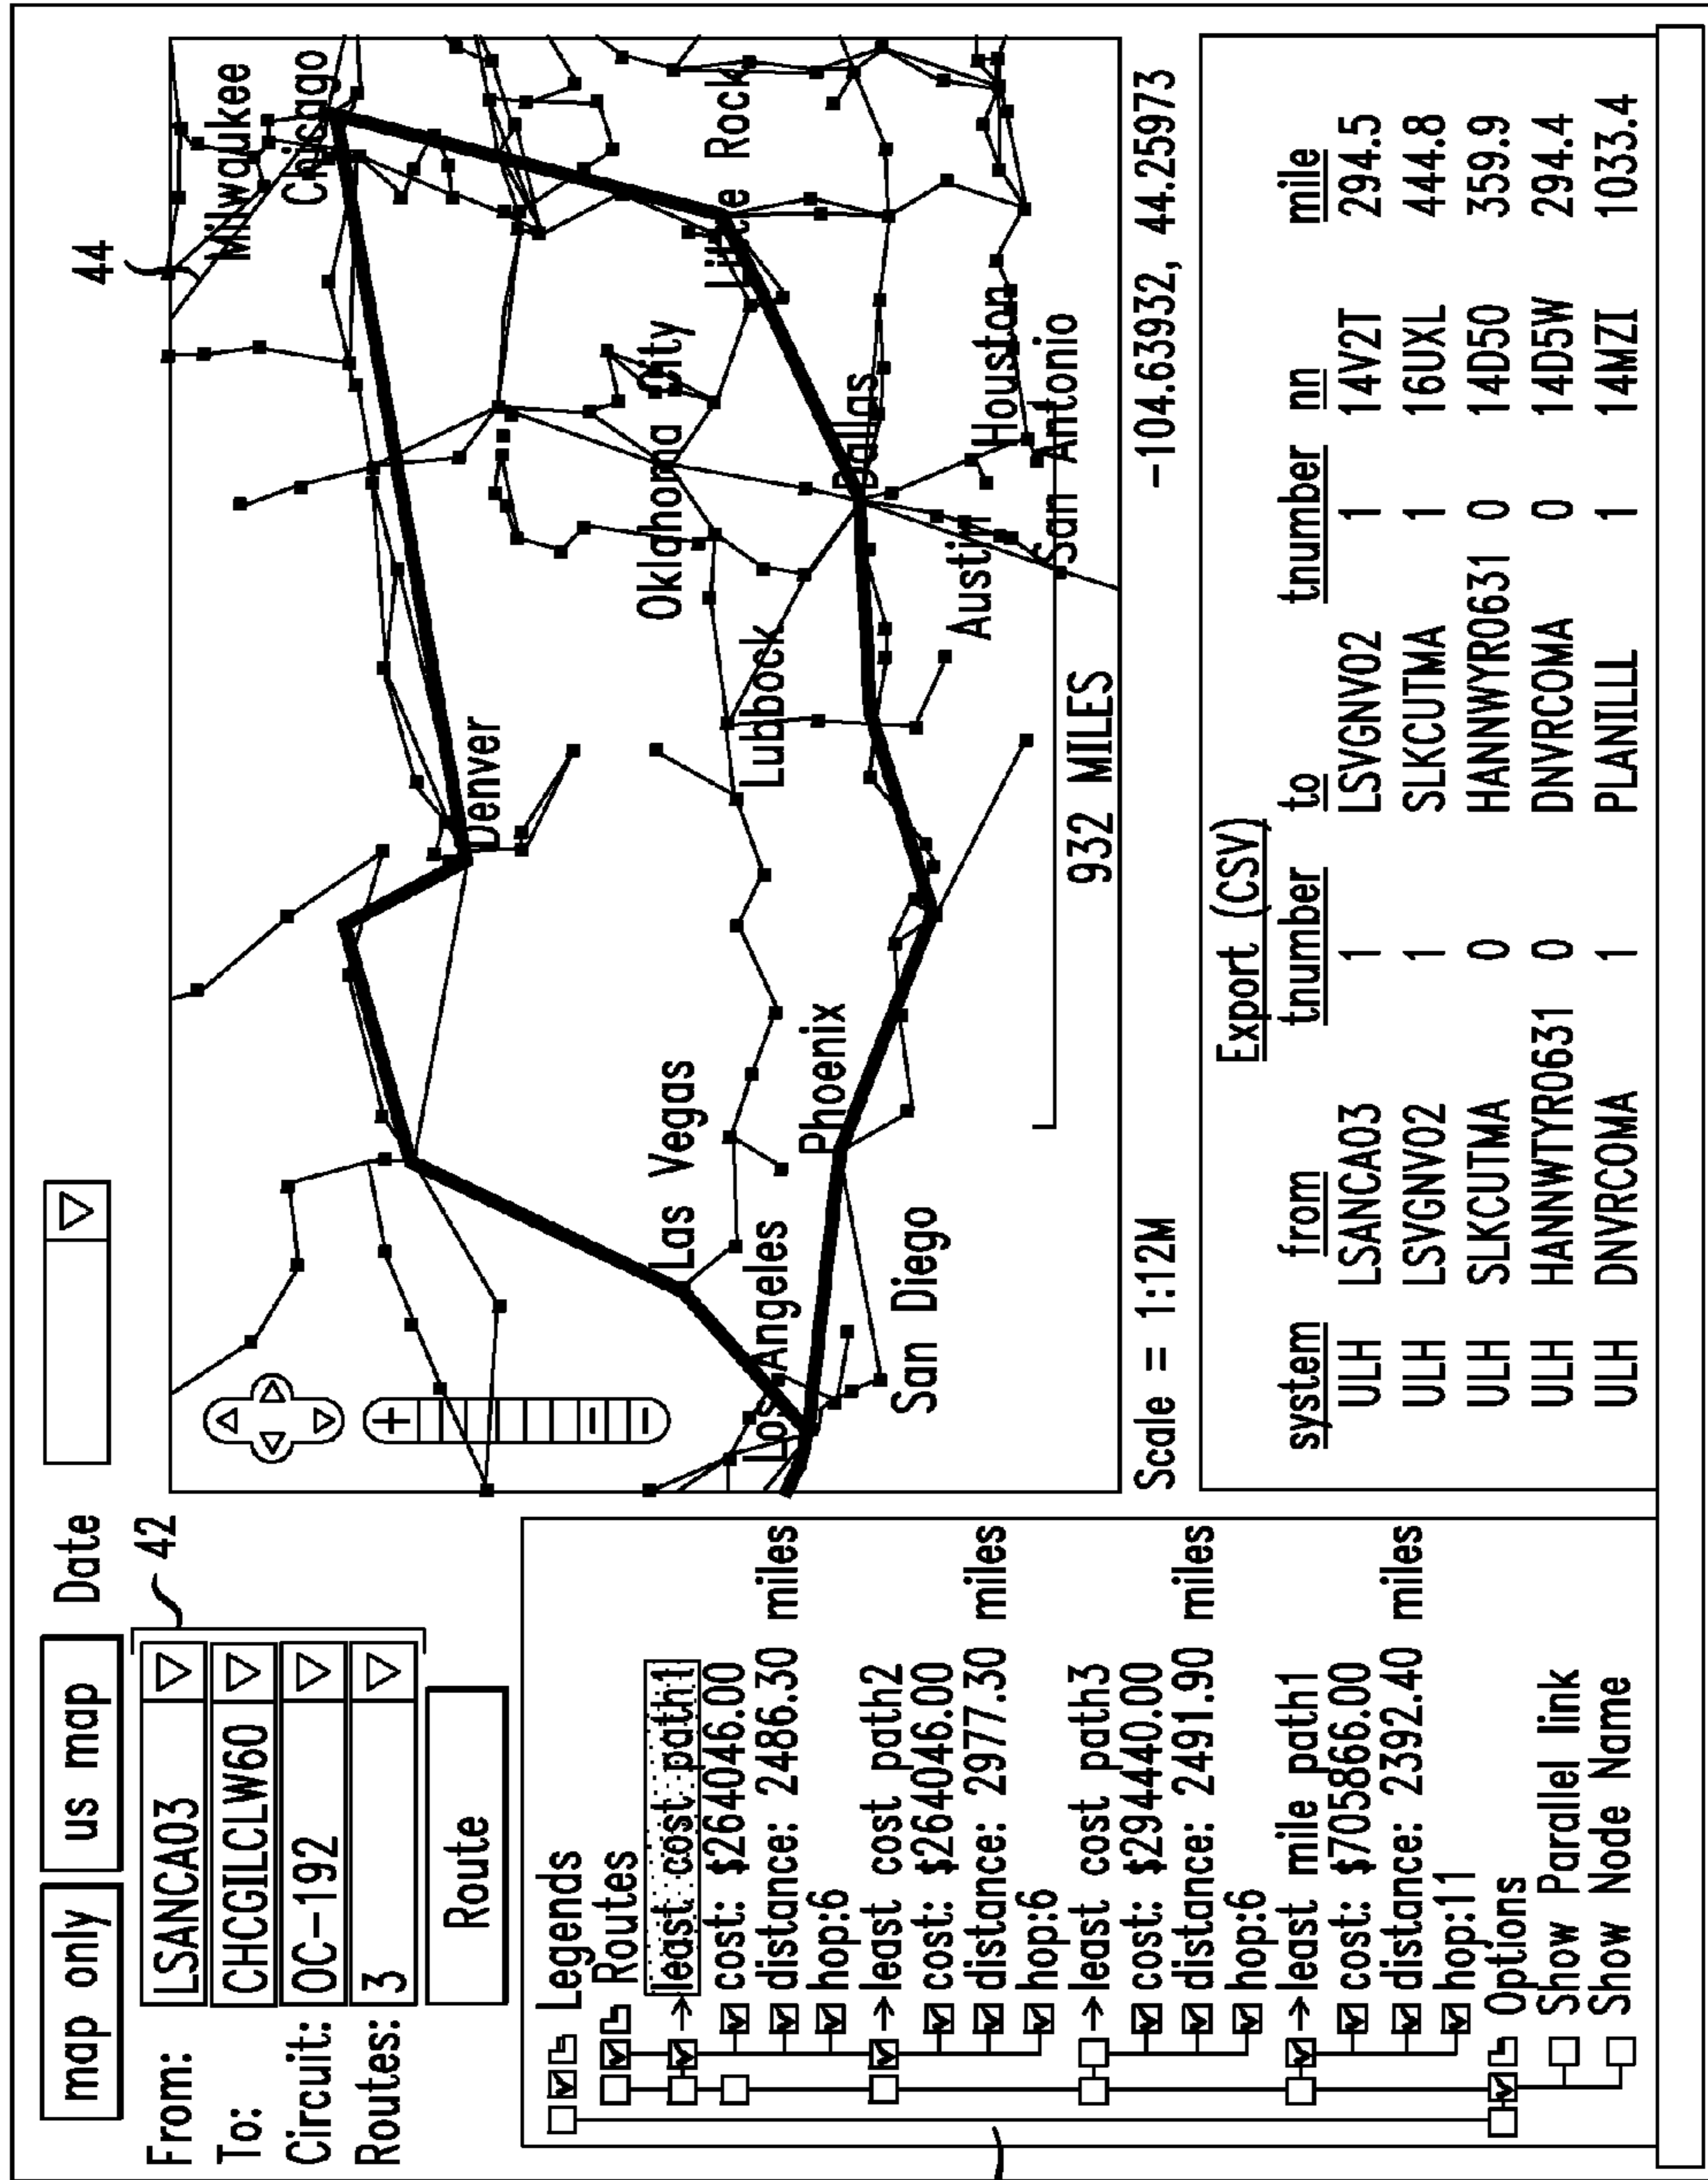 map only
us map
Date
From: LSANCA03
To: CHCGILCLW60
Circuit: OC-192
Routes: 3
42
Route
Legends
Routes
least cost path1
cost: $264046.00
distance: 2486.30 miles
hop:6
least cost path2
cost: $264046.00
distance: 2977.30 miles
hop:6
least cost path3
cost: $294440.00
distance: 2491.90 miles
hop:6
least mile path1
cost: $705866.00
distance: 2392.40 miles
hop:11
Options
Show Parallel link
Show Node Name
44
Milwaukee
Chisago
Denver
Las Vegas
Oklahoma City
Little Rock
Los Angeles
Lubbock
Phoenix
Dallas
San Diego
Austin
Houston
San Antonio
932 MILES
Scale = 1:12M
-104.63932, 44.25973
Export (CSV)
system from tnumber to tnumber nn mile
ULH LSANCA03 1 LSVGNV02 1 14V2T 294.5
ULH LSVGNV02 1 SLKCUTMA 1 16UXL 444.8
ULH SLKCUTMA 0 HANNWYR0631 0 14D50 359.9
ULH HANNWTYR0631 0 DNVRCOMA 0 14D5W 294.4
ULH DNVRCOMA 1 PLANILLL 1 14MZI 1033.4